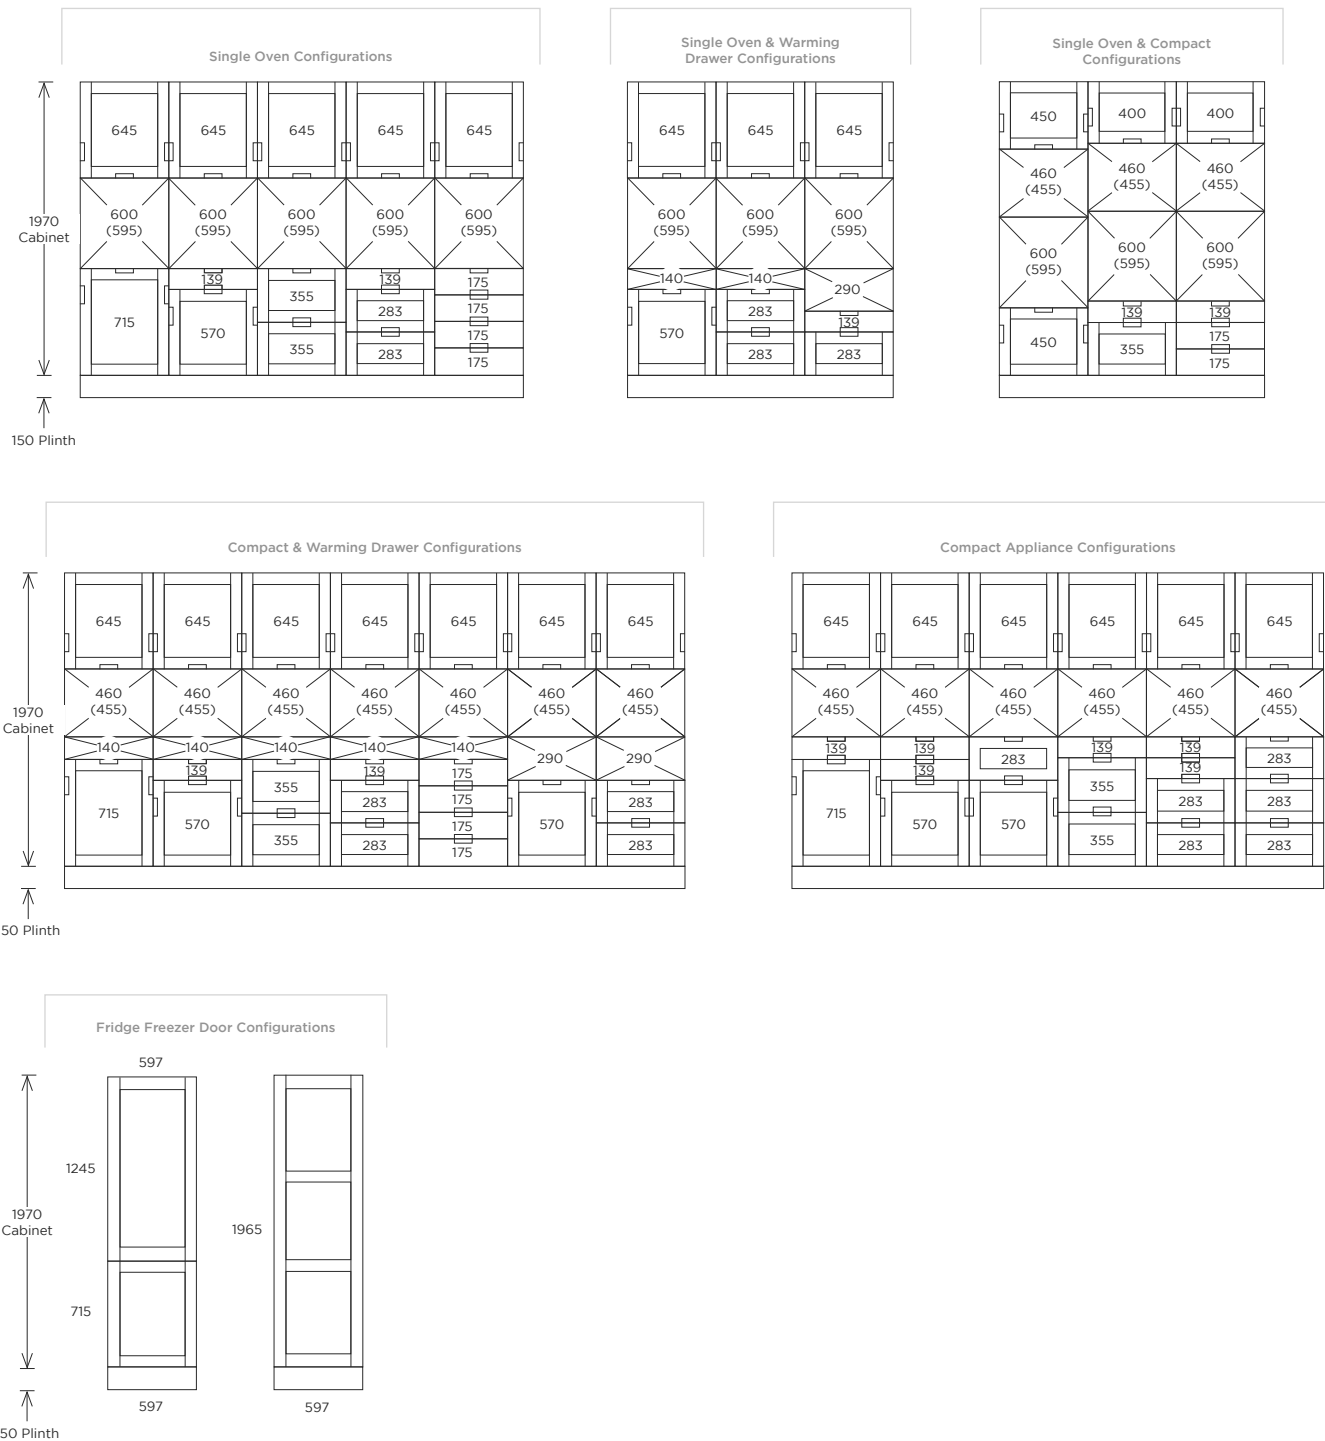 Single Oven Configurations
645 645 645 645 645
600 600 600 600 600
(595) (595) (595) (595) (595)
1970
Cabinet
139 139 175
355
283 175
715 570
175
355 283 175
150 Plinth
Single Oven & Warming
Drawer Configurations
645 645 645
600 600 600
(595) (595) (595)
140 140 290
283 139
570
283 283
Single Oven & Compact
Configurations
450 400 400
460 460 460
(455) (455) (455)
600 600 600
(595) (595) (595)
139 139
450 355 175
175
Compact & Warming Drawer Configurations
645 645 645 645 645 645 645
460 460 460 460 460 460 460
(455) (455) (455) (455) (455) (455) (455)
1970
Cabinet
140 140 140 140 140 290 290
139 139 175
355
283 175 283
715 570 570
175
355 283 175 283
50 Plinth
Compact Appliance Configurations
645 645 645 645 645 645
460 460 460 460 460 460
(455) (455) (455) (455) (455) (455)
139 139 283 139 139 283
139 139
355
283 283
715 570 570
355 283 283
Fridge Freezer Door Configurations
597
1245
1970
Cabinet
1965
715
597 597
50 Plinth